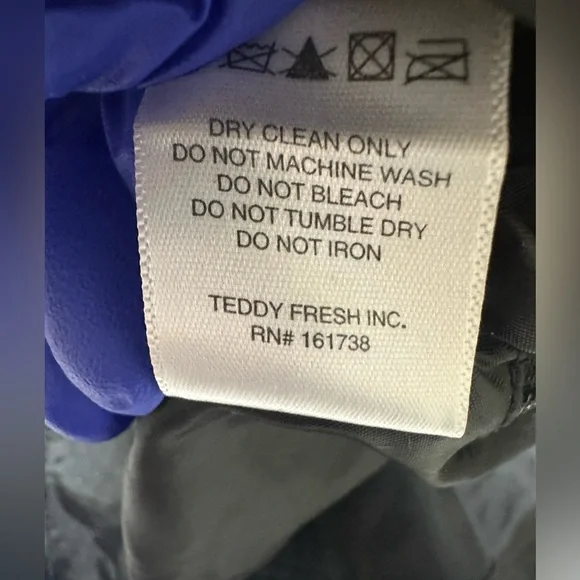 DRY CLEAN ONLY
DO NOT MACHINE WASH
DO NOT BLEACH
DO NOT TUMBLE DRY
DO NOT IRON
TEDDY FRESH INC.
RN# 161738